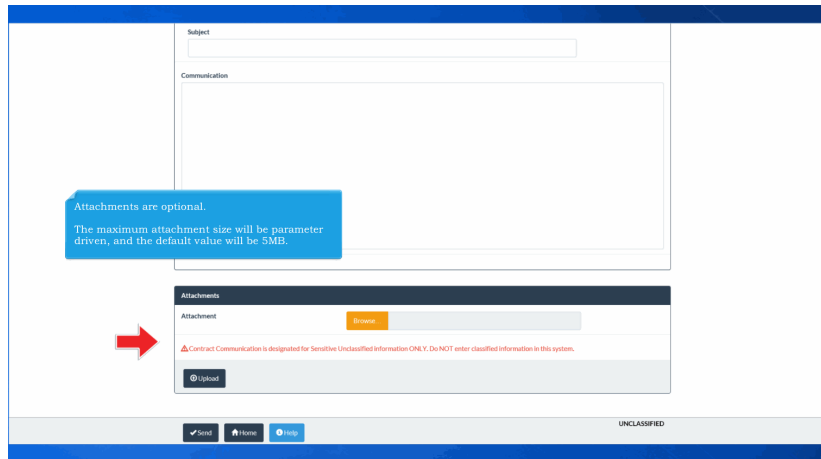 Subject
Communication
Attachments are optional.
The maximum attachment size will be parameter
driven, and the default value will be 5MB.
Attachments
Attachment
Browse..
Contract Communication is designated for Sensitive Unclassified Information ONLY. Do NOT enter classified information in this system.
Upload
UNCLASSIFIED
Send Home Help